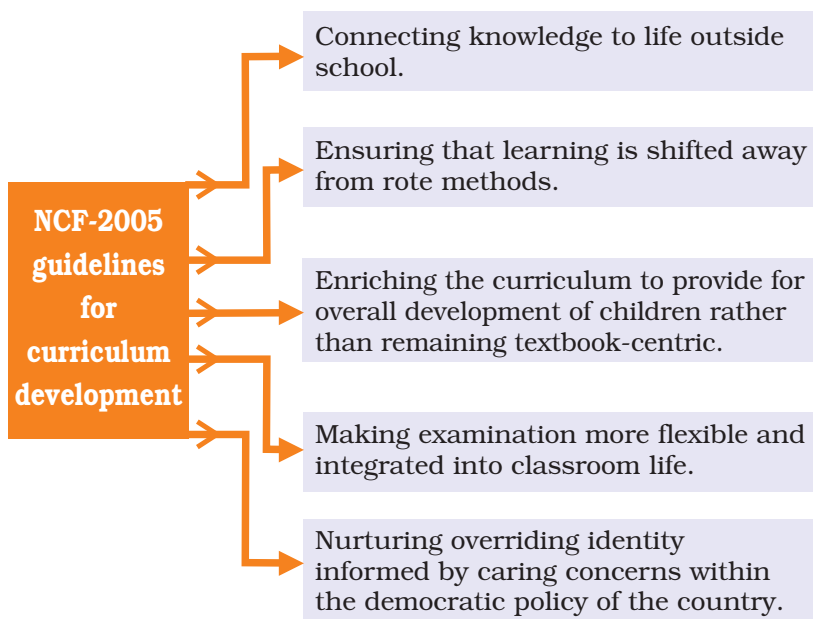 NCF-2005
guidelines
for
curriculum
development
Connecting knowledge to life outside
school.
Ensuring that learning is shifted away
from rote methods.
Enriching the curriculum to provide for
overall development of children rather
than remaining textbook-centric.
Making examination more flexible and
integrated into classroom life.
Nurturing overriding identity
informed by caring concerns within
the democratic policy of the country.